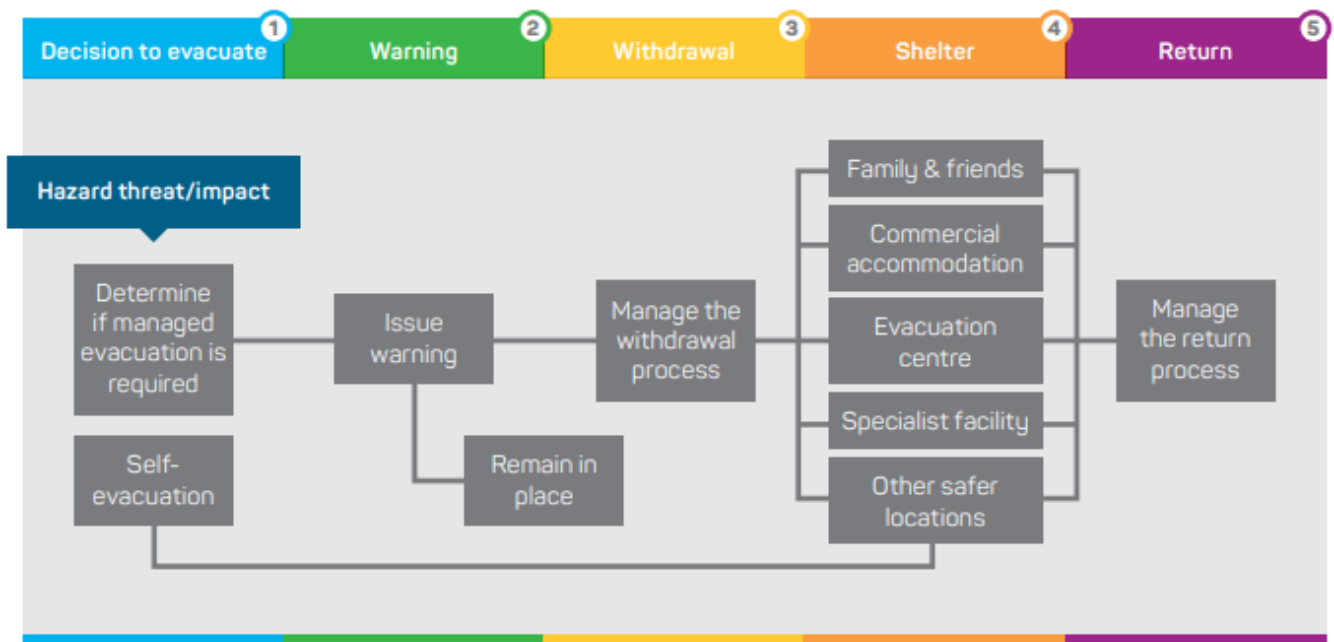 1
2
3
4
5
Decision to evacuate
Warning
Withdrawal
Shelter
Return
Hazard threat/impact
Determine
if managed
evacuation is
required
Self-
evacuation
Issue
warning
Remain in
place
Manage the
withdrawal
process
Family & friends
Commercial
accommodation
Evacuation
centre
Specialist facility
Other safer
locations
Manage
the return
process